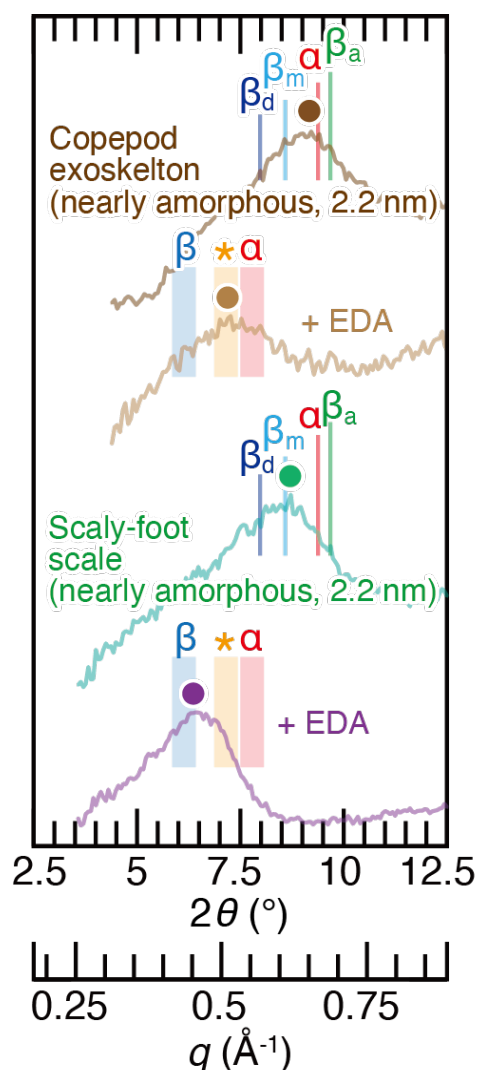 βd βm α βa
Copepod
exoskelton
(nearly amorphous, 2.2 nm)
β * α
+ EDA
βd βm α βa
Scaly-foot
scale
(nearly amorphous, 2.2 nm)
β * α
+ EDA
2.5 5 7.5 10 12.5
2θ (°)
0.25 0.5 0.75
q (Å-1)